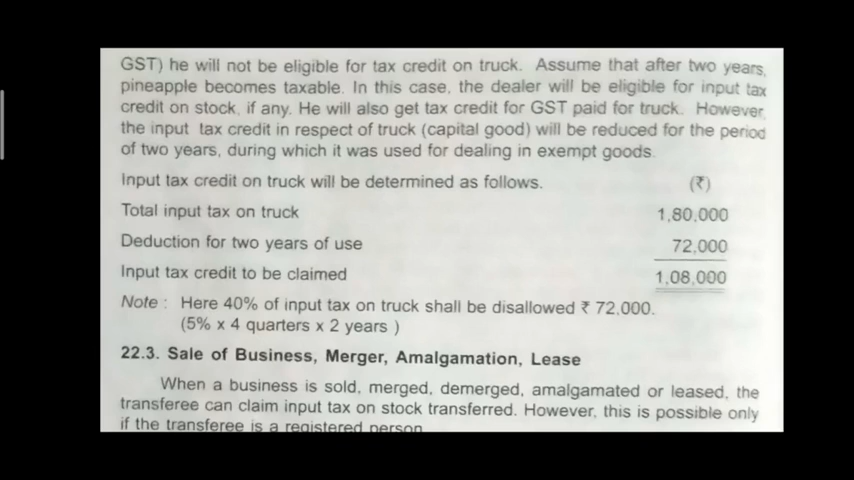 GST) he will not be eligible for tax credit on truck. Assume that after two years,
pineapple becomes taxable. In this case, the dealer will be eligible for input tax
credit on stock, if any. He will also get tax credit for GST paid for truck. However,
the input tax credit in respect of truck (capital good) will be reduced for the period
of two years, during which it was used for dealing in exempt goods.
Input tax credit on truck will be determined as follows. (₹)
Total input tax on truck 1,80,000
Deduction for two years of use 72,000
Input tax credit to be claimed 1,08,000
Note : Here 40% of input tax on truck shall be disallowed ₹ 72,000.
(5% x 4 quarters x 2 years )
22.3. Sale of Business, Merger, Amalgamation, Lease
When a business is sold, merged, demerged, amalgamated or leased, the
transferee can claim input tax on stock transferred. However, this is possible only
if the transferee is a registered person